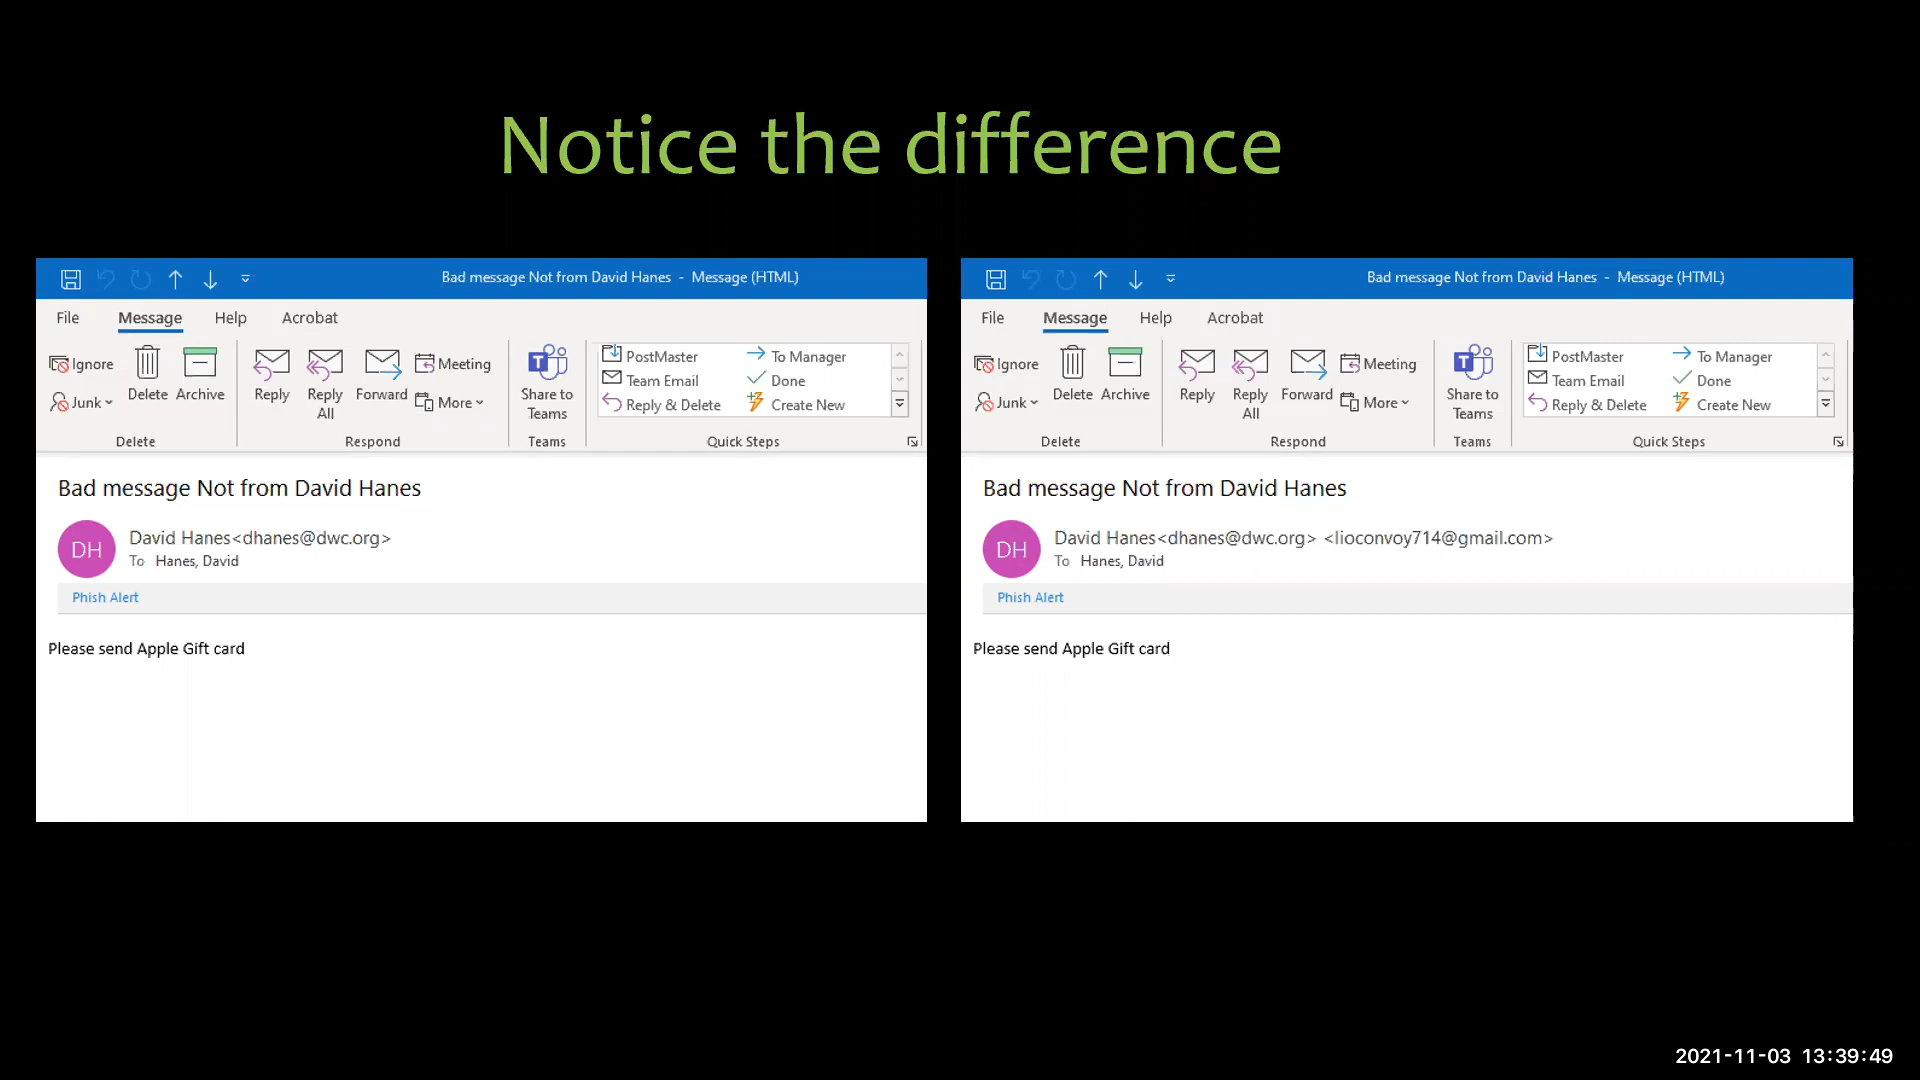 Notice the difference
Bad message Not from David Hanes - Message (HTML)
File Message Help Acrobat
Ignore
Junk
Delete
Archive
Delete
Reply
Reply All
Forward
Meeting
More
Respond
Share to Teams
Teams
PostMaster
To Manager
Team Email
Done
Reply & Delete
Create New
Quick Steps
Bad message Not from David Hanes
DH
David Hanes<dhanes@dwc.org>
To Hanes, David
Phish Alert
Please send Apple Gift card
Bad message Not from David Hanes - Message (HTML)
File Message Help Acrobat
Ignore
Junk
Delete
Archive
Delete
Reply
Reply All
Forward
Meeting
More
Respond
Share to Teams
Teams
PostMaster
To Manager
Team Email
Done
Reply & Delete
Create New
Quick Steps
Bad message Not from David Hanes
DH
David Hanes<dhanes@dwc.org> <lioconvoy714@gmail.com>
To Hanes, David
Phish Alert
Please send Apple Gift card
2021-11-03 13:39:49